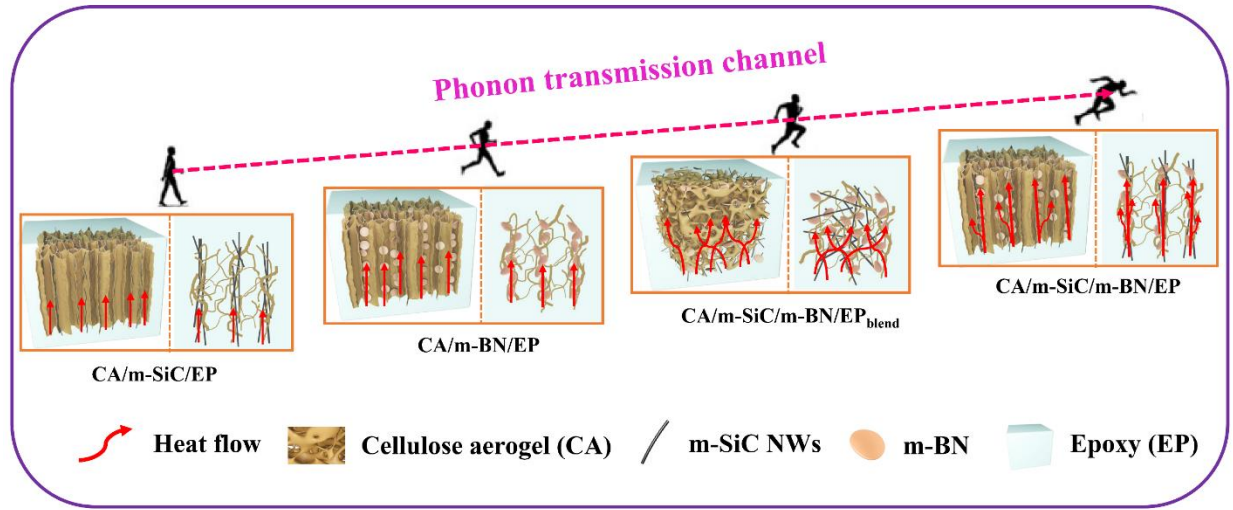 Phonon transmission channel
CA/m-SiC/EP
CA/m-BN/EP
CA/m-SiC/m-BN/EPblend
CA/m-SiC/m-BN/EP
Heat flow
Cellulose aerogel (CA)
m-SiC NWs
m-BN
Epoxy (EP)